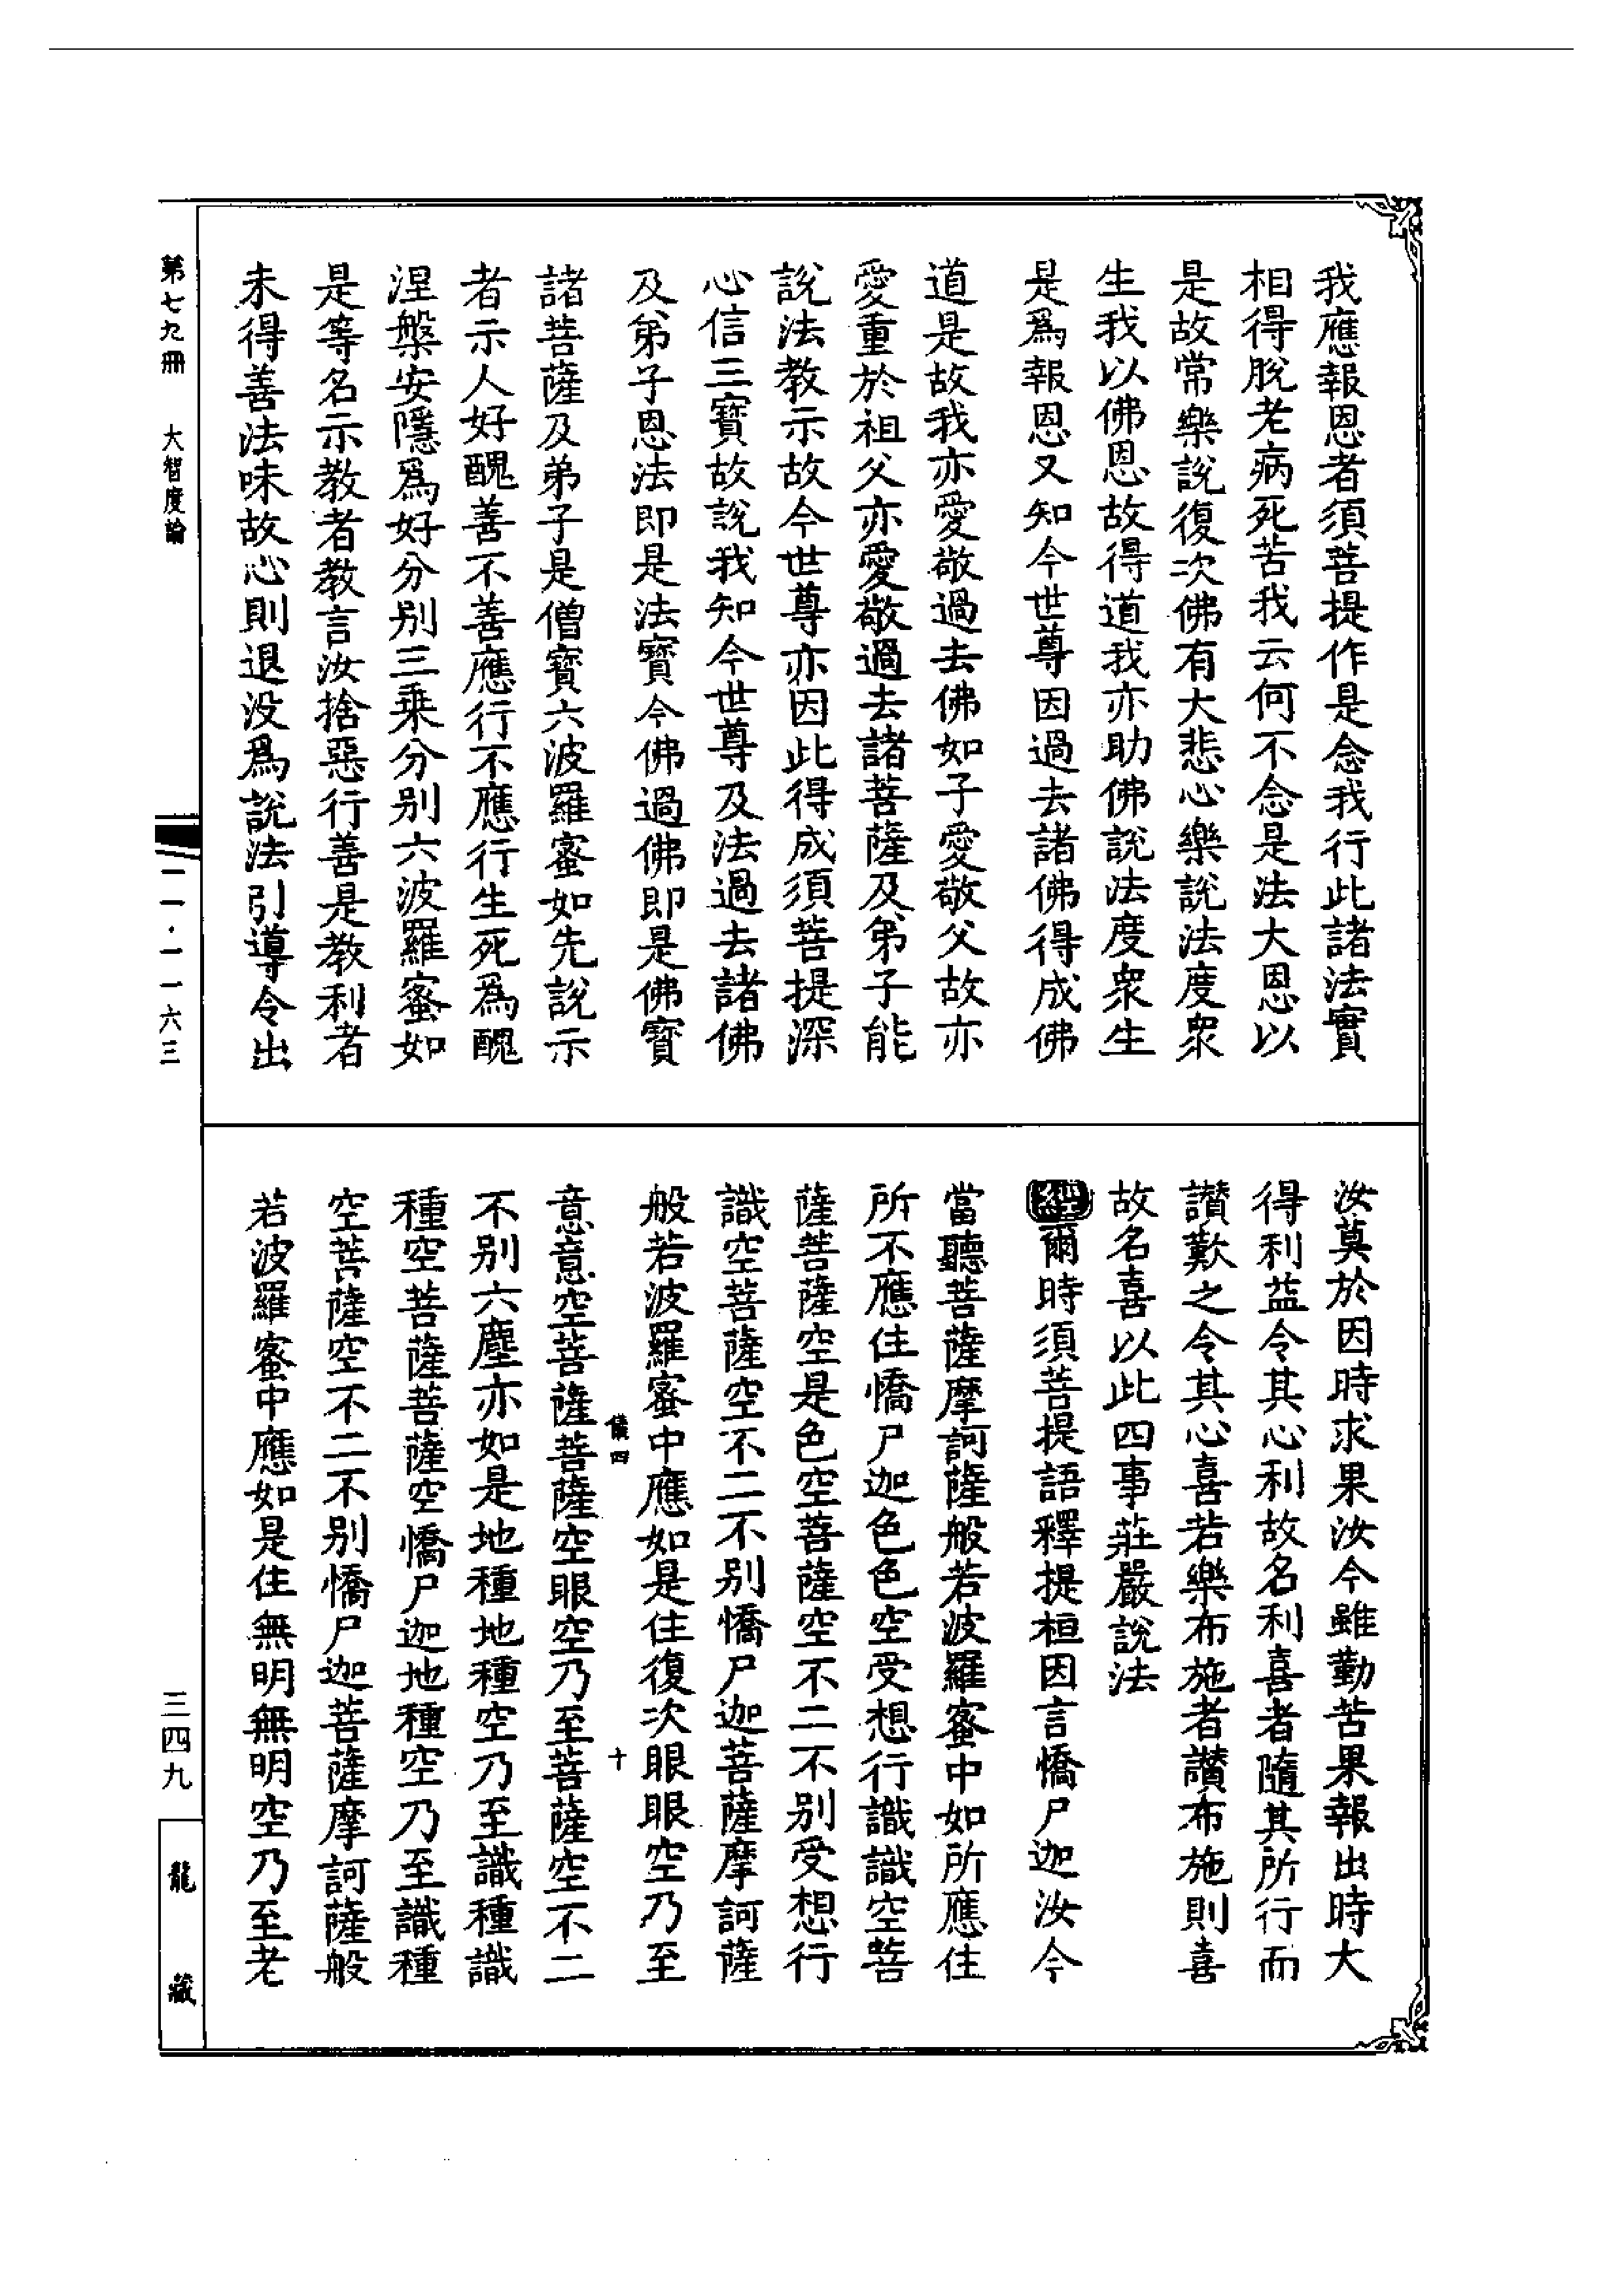 我應報恩者須菩提作是念我行此諸法實
相得脫老病死苦我云何不念是法大恩以
是故常樂說復次佛有大悲心樂說法度衆
生我以佛恩故得道我亦助佛說法度衆生
是爲報恩又知今世尊因過去諸佛得成佛
道是故我亦愛敬過去佛如子愛敬父故亦
愛重於祖父亦愛敬過去諸菩薩及弟子能
說法教示故今世尊亦因此得成須菩提深
心信三寶故說我知今世尊及法過去諸佛
及弟子恩法即是法寶今佛過佛即是佛寶
諸菩薩及弟子是僧寶六波羅蜜如先說示
者示人好醜善不善應行不應行生死爲醜
涅槃安隱爲好分別三乘分別六波羅蜜如
是等名示教者教言汝捨惡行善是教利者
未得善法味故心則退没爲說法引導令出
汝莫於因時求果汝今雖勤苦果報出時大
得利益令其心利故名利喜者隨其所行而
讚歎之令其心喜若樂布施者讚布施則喜
故名喜以此四事莊嚴說法
經爾時須菩提語釋提桓因言憍尸迦汝今
當聽菩薩摩訶薩般若波羅蜜中如所應住
所不應住憍尸迦色色空受想行識識空菩
薩菩薩空是色空菩薩空不二不別受想行
識空菩薩空不二不別憍尸迦菩薩摩訶薩
般若波羅蜜中應如是住復次眼眼空乃至
儀四 十
意意空菩薩菩薩空眼空乃至菩薩空不二
不別六塵亦如是地種地種空乃至識種識
種空菩薩菩薩空憍尸迦地種空乃至識種
空菩薩空不二不別憍尸迦菩薩摩訶薩般
若波羅蜜中應如是住無明無明空乃至老
第七九冊 大智度論
一一·一一六三
三四九
龍藏